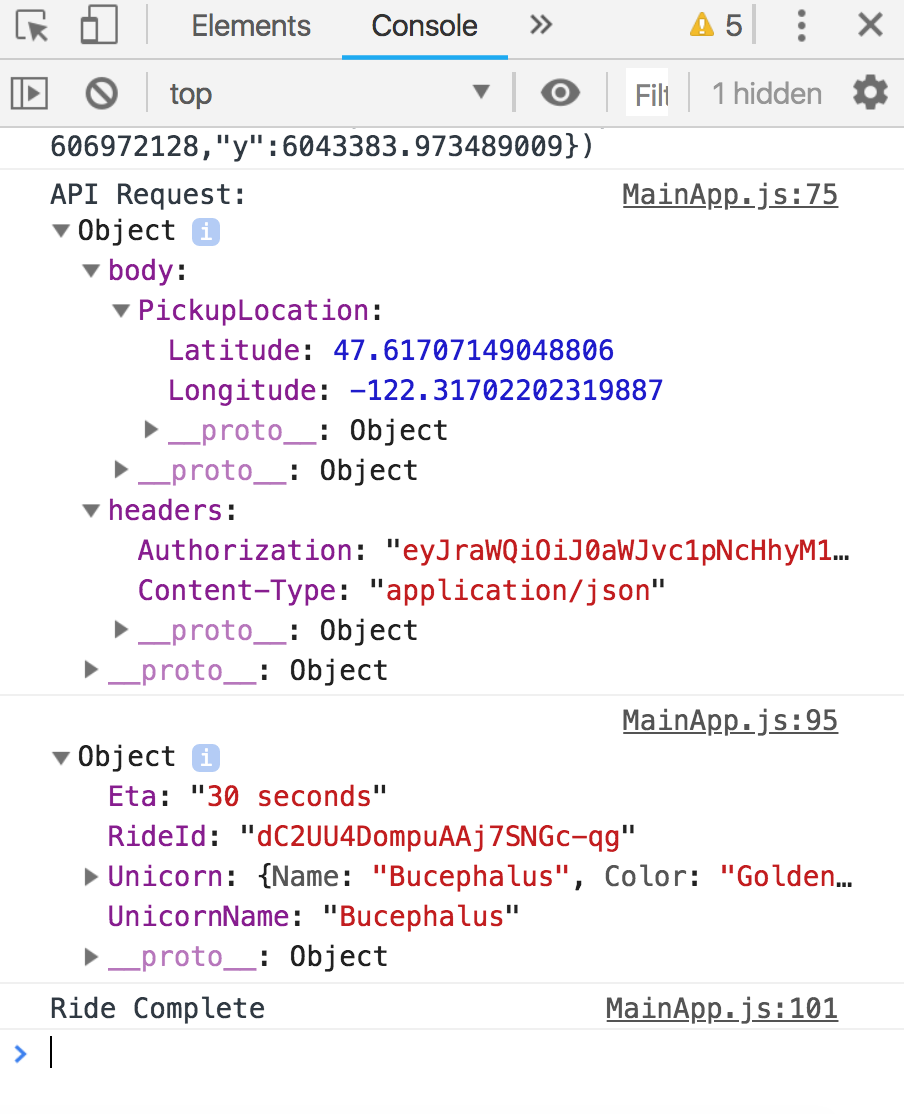 Elements Console 5
top Filt 1 hidden
606972128,"y":6043383.973489009})
API Request: MainApp.js:75
Object i
body:
PickupLocation:
Latitude: 47.61707149048806
Longitude: -122.31702202319887
__proto__: Object
__proto__: Object
headers:
Authorization: "eyJraWQiOiJ0aWJvc1pNcHhyM1…
Content-Type: "application/json"
__proto__: Object
__proto__: Object
MainApp.js:95
Object i
Eta: "30 seconds"
RideId: "dC2UU4DompuAAj7SNGc-qg"
Unicorn: {Name: "Bucephalus", Color: "Golden…
UnicornName: "Bucephalus"
__proto__: Object
Ride Complete MainApp.js:101